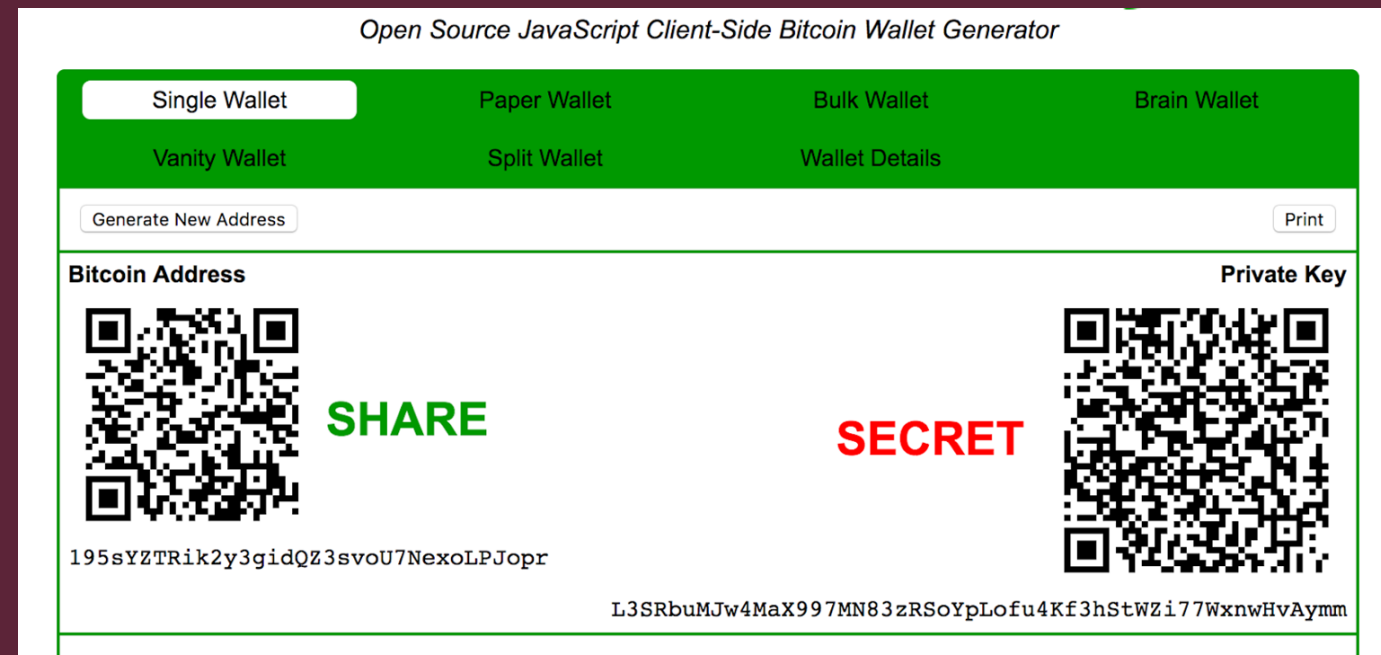 Open Source JavaScript Client-Side Bitcoin Wallet Generator
Single Wallet Paper Wallet Bulk Wallet Brain Wallet
Vanity Wallet Split Wallet Wallet Details
Generate New Address Print
Bitcoin Address Private Key
SHARE
SECRET
195sYZTRik2y3gidQZ3svoU7NexoLPJopr
L3SRbuMJw4MaX997MN83zRSoYpLofu4Kf3hStWZi77WxnwHvAymm